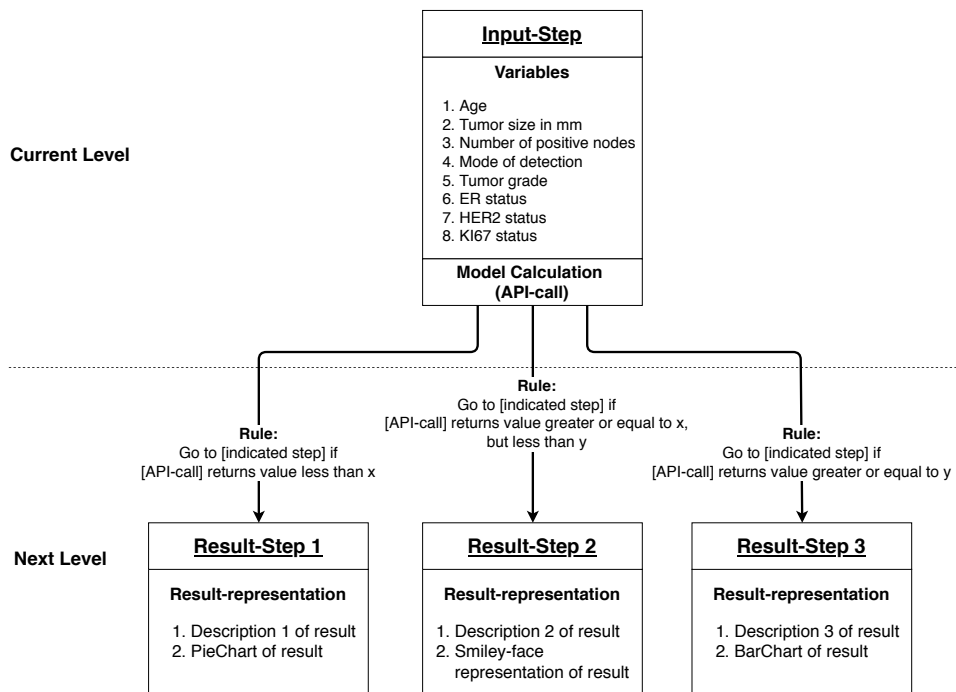 Input-Step
Variables
1. Age
2. Tumor size in mm
3. Number of positive nodes
4. Mode of detection
5. Tumor grade
6. ER status
7. HER2 status
8. KI67 status
Model Calculation
(API-call)
Current Level
Rule:
Go to [indicated step] if
[API-call] returns value less than x
Rule:
Go to [indicated step] if
[API-call] returns value greater or equal to x,
but less than y
Rule:
Go to [indicated step] if
[API-call] returns value greater or equal to y
Next Level
Result-Step 1
Result-representation
1. Description 1 of result
2. PieChart of result
Result-Step 2
Result-representation
1. Description 2 of result
2. Smiley-face
representation of result
Result-Step 3
Result-representation
1. Description 3 of result
2. BarChart of result